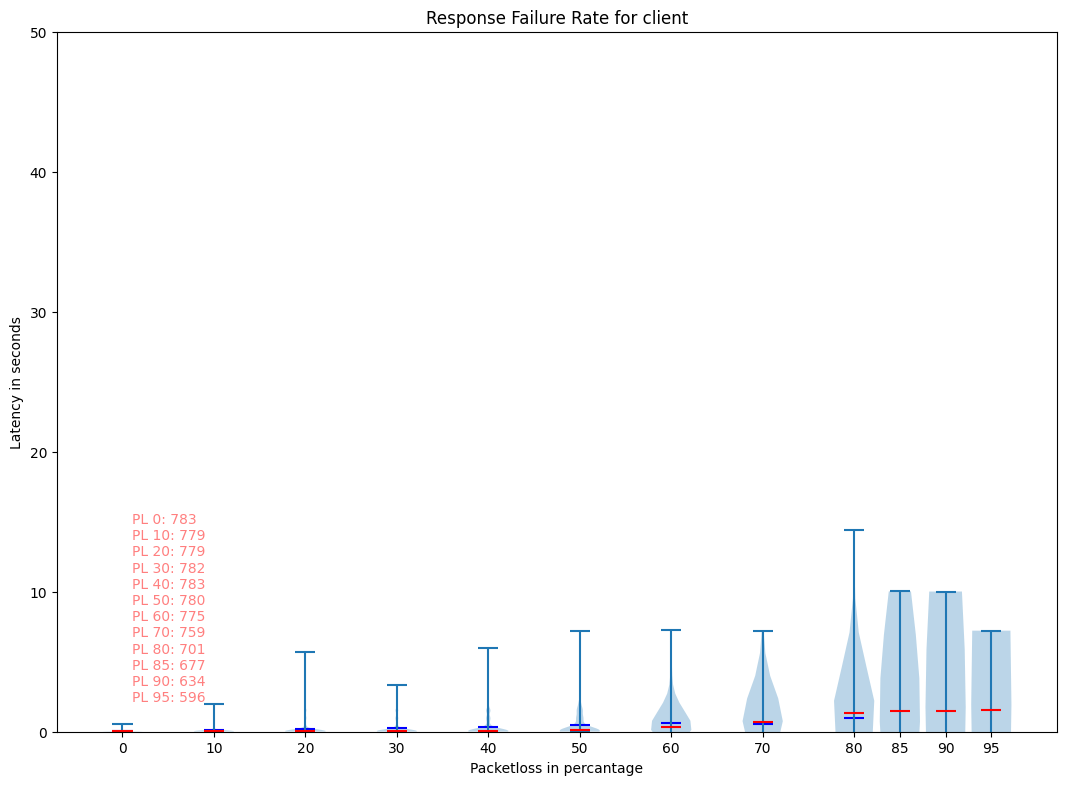 Response Failure Rate for client
50
40
30
20
10
0
Latency in seconds
PL 0: 783
PL 10: 779
PL 20: 779
PL 30: 782
PL 40: 783
PL 50: 780
PL 60: 775
PL 70: 759
PL 80: 701
PL 85: 677
PL 90: 634
PL 95: 596
0 10 20 30 40 50 60 70 80 85 90 95
Packetloss in percantage